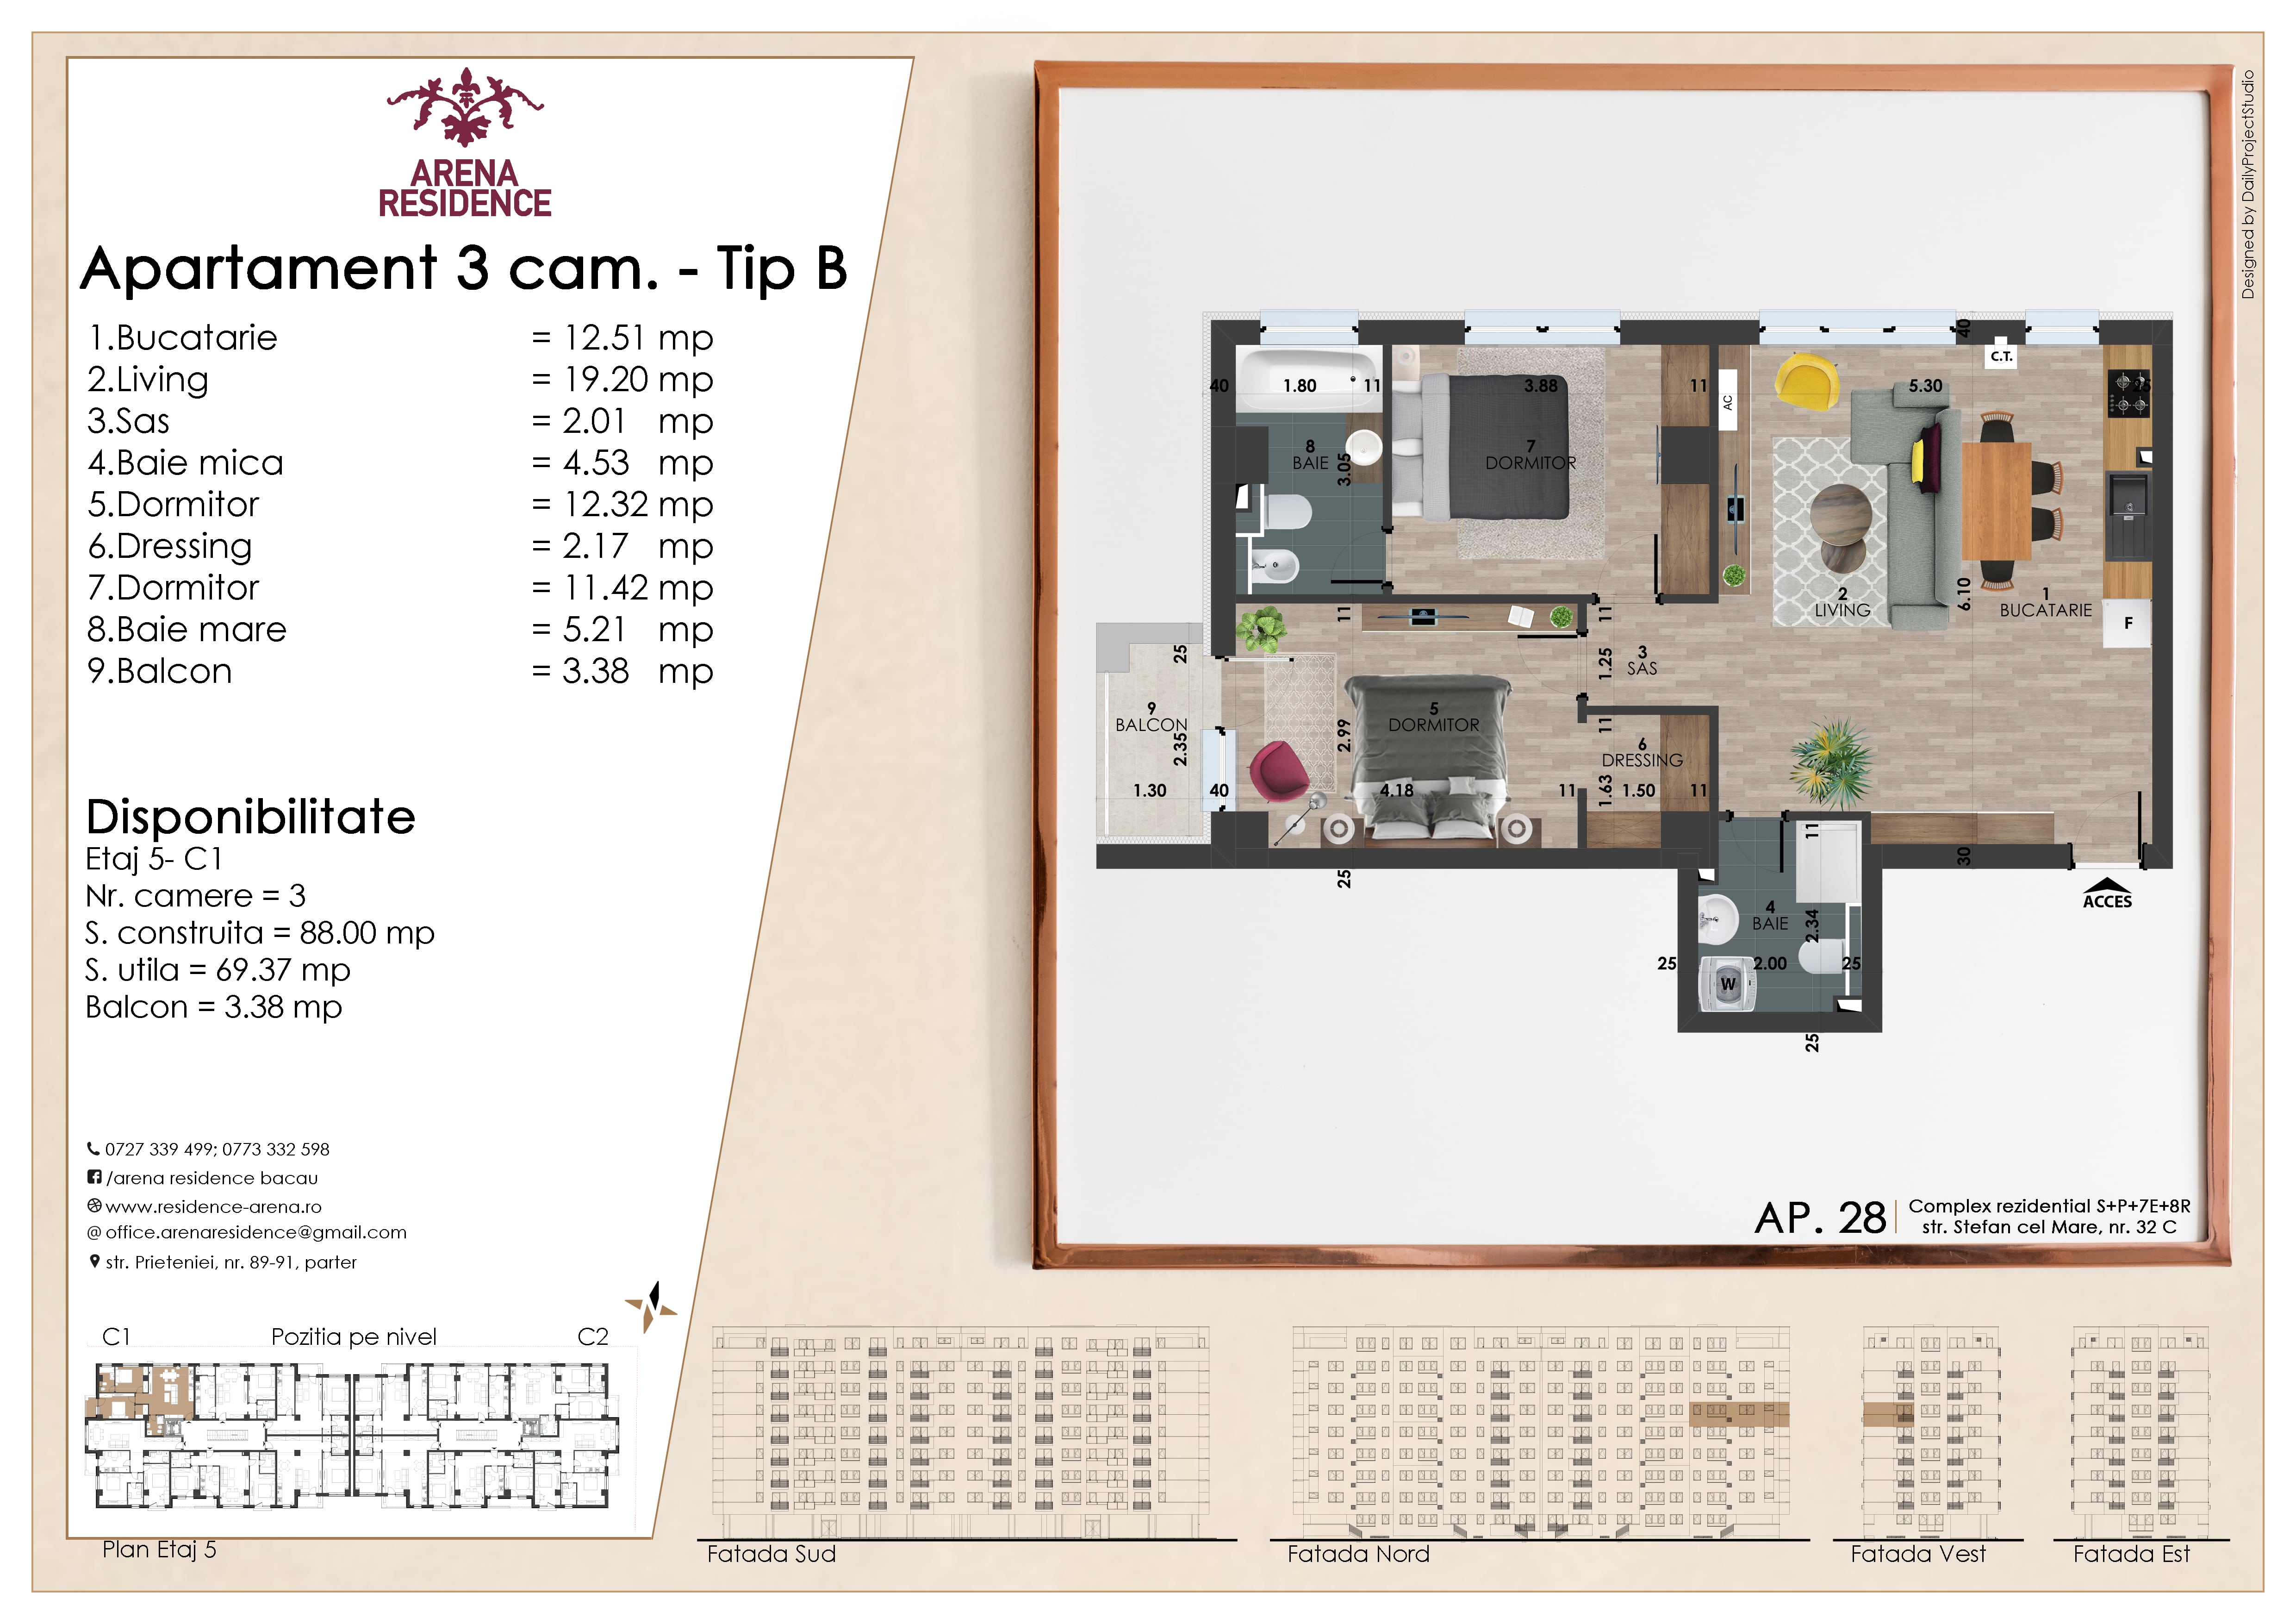 ARENA
RESIDENCE
Apartament 3 cam. - Tip B
1.Bucatarie = 12.51 mp
2.Living = 19.20 mp
3.Sas = 2.01 mp
4.Baie mica = 4.53 mp
5.Dormitor = 12.32 mp
6.Dressing = 2.17 mp
7.Dormitor = 11.42 mp
8.Baie mare = 5.21 mp
9.Balcon = 3.38 mp
Disponibilitate
Etaj 5- C1
Nr. camere = 3
S. construita = 88.00 mp
S. utila = 69.37 mp
Balcon = 3.38 mp
0727 339 499; 0773 332 598
/arena residence bacau
www.residence-arena.ro
@ office.arenaresidence@gmail.com
str. Prieteniei, nr. 89-91, parter
C1 Pozitia pe nivel C2
Plan Etaj 5
Designed by DailyProjectStudio
40
C.T.
40 1.80 11 3.88 11 5.30
AC
8
BAIE
3.05
7
DORMITOR
2
LIVING
6.10
1
BUCATARIE
F
11
11
25
1.25
3
SAS
9
BALCON
2.35
2.99
5
DORMITOR
11
6
DRESSING
1.30 40 4.18 11 1.63 1.50 11
25
11
30
ACCES
4
BAIE
2.34
25 2.00 25
W
25
AP. 28
Complex rezidential S+P+7E+8R
str. Stefan cel Mare, nr. 32 C
Fatada Sud
Fatada Nord
Fatada Vest
Fatada Est